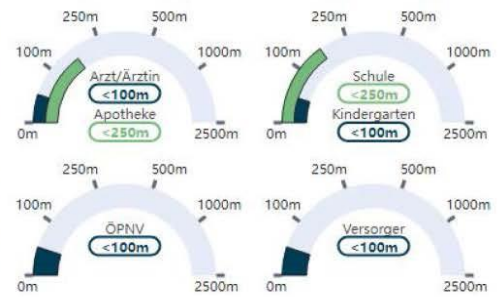 250m 500m
100m 1000m
Arzt/Ärztin
<100m
Apotheke
<250m
0m 2500m
250m 500m
100m 1000m
Schule
<250m
Kindergarten
<100m
0m 2500m
250m 500m
100m 1000m
ÖPNV
<100m
0m 2500m
250m 500m
100m 1000m
Versorger
<100m
0m 2500m